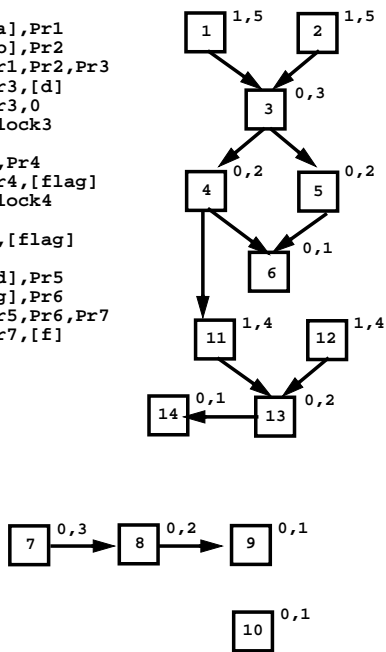 a],Pr1
o],Pr2
r1,Pr2,Pr3
r3,[d]
r3,0
lock3
,Pr4
r4,[flag]
lock4
,[flag]
d],Pr5
g],Pr6
r5,Pr6,Pr7
r7,[f]
1 1,5 2 1,5
3 0,3
4 0,2 5 0,2
6 0,1
11 1,4 12 1,4
14 0,1 13 0,2
7 0,3 8 0,2 9 0,1
10 0,1